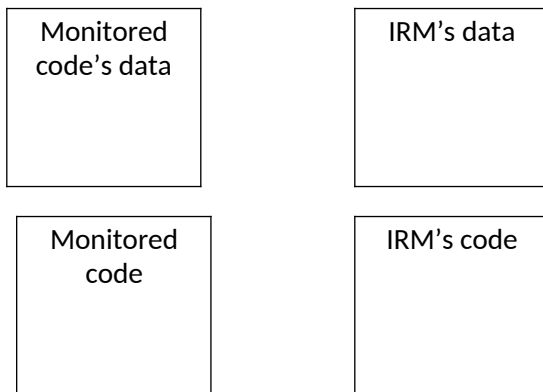 Monitored
code’s data
IRM’s data
Monitored
code
IRM’s code